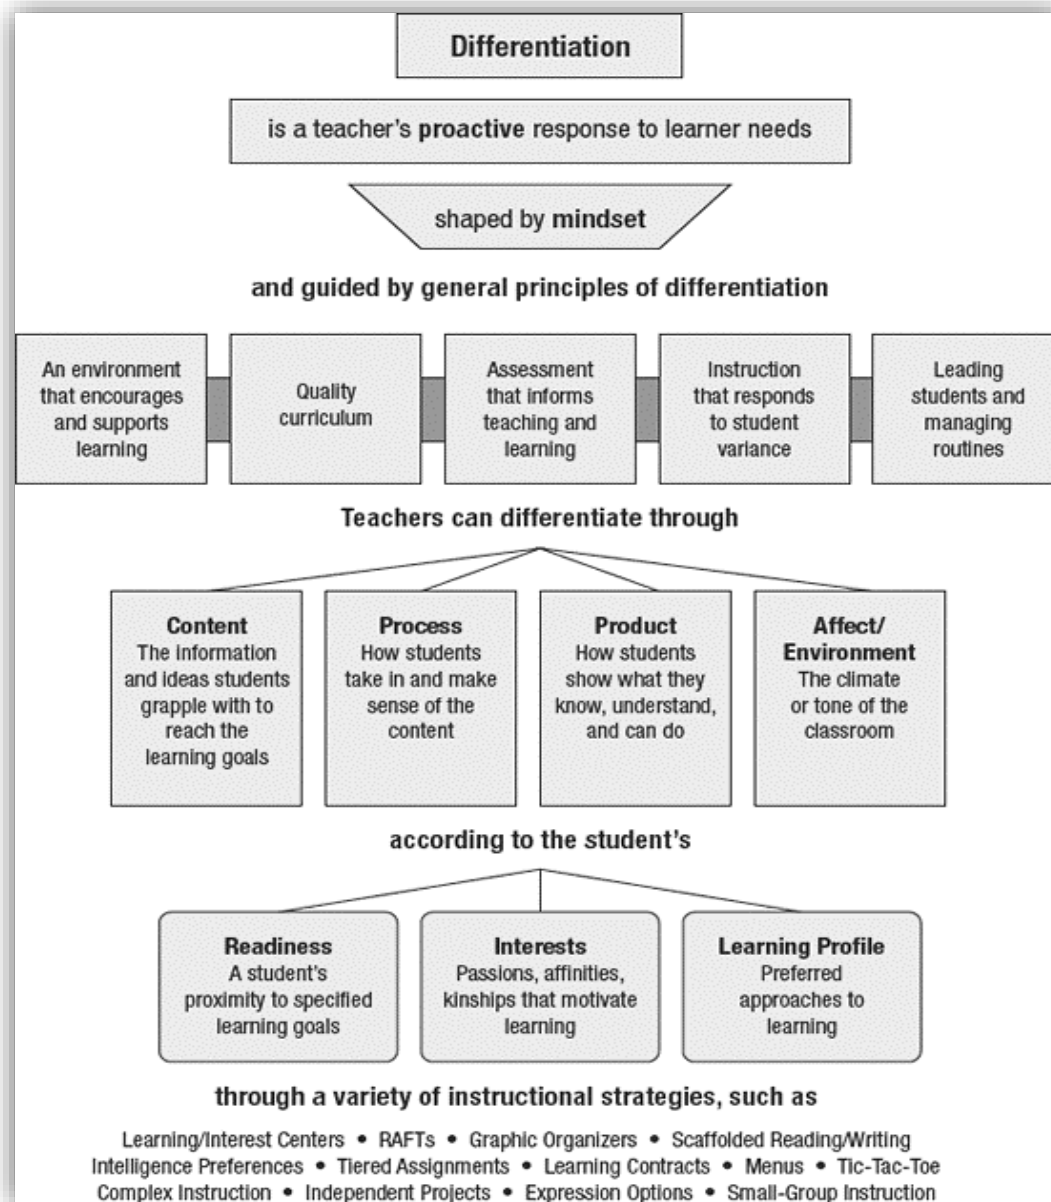 Differentiation
is a teacher's proactive response to learner needs
shaped by mindset
and guided by general principles of differentiation
An environment
that encourages
and supports
learning
Quality
curriculum
Assessment
that informs
teaching and
learning
Instruction
that responds
to student
variance
Leading
students and
managing
routines
Teachers can differentiate through
Content
The information
and ideas students
grapple with to
reach the
learning goals
Process
How students
take in and make
sense of the
content
Product
How students
show what they
know, understand,
and can do
Affect/
Environment
The climate
or tone of the
classroom
according to the student's
Readiness
A student's
proximity to specified
learning goals
Interests
Passions, affinities,
kinships that motivate
learning
Learning Profile
Preferred
approaches to
learning
through a variety of instructional strategies, such as
Learning/Interest Centers • RAFTs • Graphic Organizers • Scaffolded Reading/Writing
Intelligence Preferences • Tiered Assignments • Learning Contracts • Menus • Tic-Tac-Toe
Complex Instruction • Independent Projects • Expression Options • Small-Group Instruction